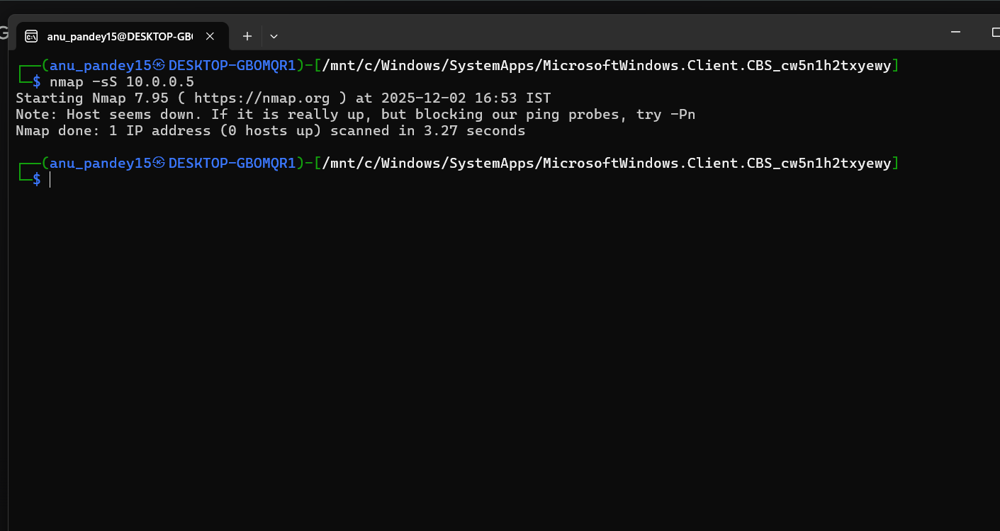 G
anu_pandey15@DESKTOP-GB
┌──(anu_pandey15㉿DESKTOP-GBOMQR1)-[/mnt/c/Windows/SystemApps/MicrosoftWindows.Client.CBS_cw5n1h2txyewy]
└─$ nmap -sS 10.0.0.5
Starting Nmap 7.95 ( https://nmap.org ) at 2025-12-02 16:53 IST
Note: Host seems down. If it is really up, but blocking our ping probes, try -Pn
Nmap done: 1 IP address (0 hosts up) scanned in 3.27 seconds
┌──(anu_pandey15㉿DESKTOP-GBOMQR1)-[/mnt/c/Windows/SystemApps/MicrosoftWindows.Client.CBS_cw5n1h2txyewy]
└─$